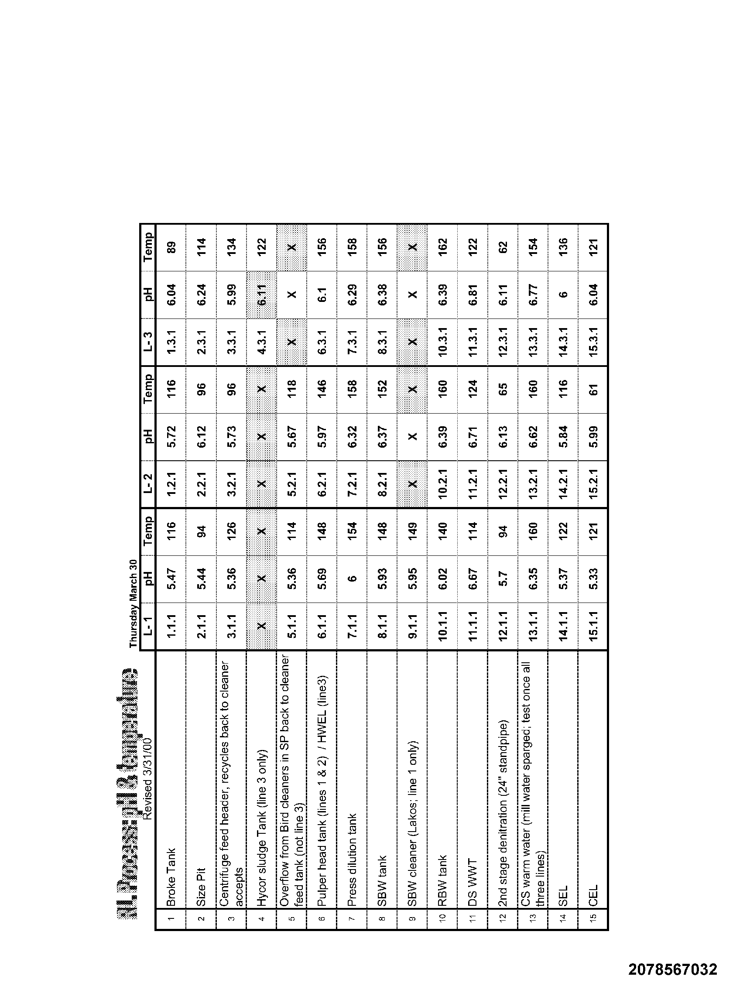 RL Process: pH & temperature
Revised 3/31/00
Thursday March 30
L-1 pH Temp L-2 pH Temp L-3 pH Temp
1 Broke Tank 1.1.1 5.47 116 1.2.1 5.72 116 1.3.1 6.04 89
2 Size Pit 2.1.1 5.44 94 2.2.1 6.12 96 2.3.1 6.24 114
3 Centrifuge feed header, recycles back to cleaner
accepts 3.1.1 5.36 126 3.2.1 5.73 96 3.3.1 5.99 134
4 Hycor sludge Tank (line 3 only) X X X X X X 4.3.1 6.11 122
5 Overflow from Bird cleaners in SP back to cleaner
feed tank (not line 3) 5.1.1 5.36 114 5.2.1 5.67 118 X X X
6 Pulper head tank (lines 1 & 2) / HWEL (line3) 6.1.1 5.69 148 6.2.1 5.97 146 6.3.1 6.1 156
7 Press dilution tank 7.1.1 6 154 7.2.1 6.32 158 7.3.1 6.29 158
8 SBW tank 8.1.1 5.93 148 8.2.1 6.37 152 8.3.1 6.38 156
9 SBW cleaner (Lakos; line 1 only) 9.1.1 5.95 149 X X X X X X
10 RBW tank 10.1.1 6.02 140 10.2.1 6.39 160 10.3.1 6.39 162
11 DS WWT 11.1.1 6.67 114 11.2.1 6.71 124 11.3.1 6.81 122
12 2nd stage denitration (24" standpipe) 12.1.1 5.7 94 12.2.1 6.13 65 12.3.1 6.11 62
13 CS warm water (mill water sparged; test once all
three lines) 13.1.1 6.35 160 13.2.1 6.62 160 13.3.1 6.77 154
14 SEL 14.1.1 5.37 122 14.2.1 5.84 116 14.3.1 6 136
15 CEL 15.1.1 5.33 121 15.2.1 5.99 61 15.3.1 6.04 121
2078567032